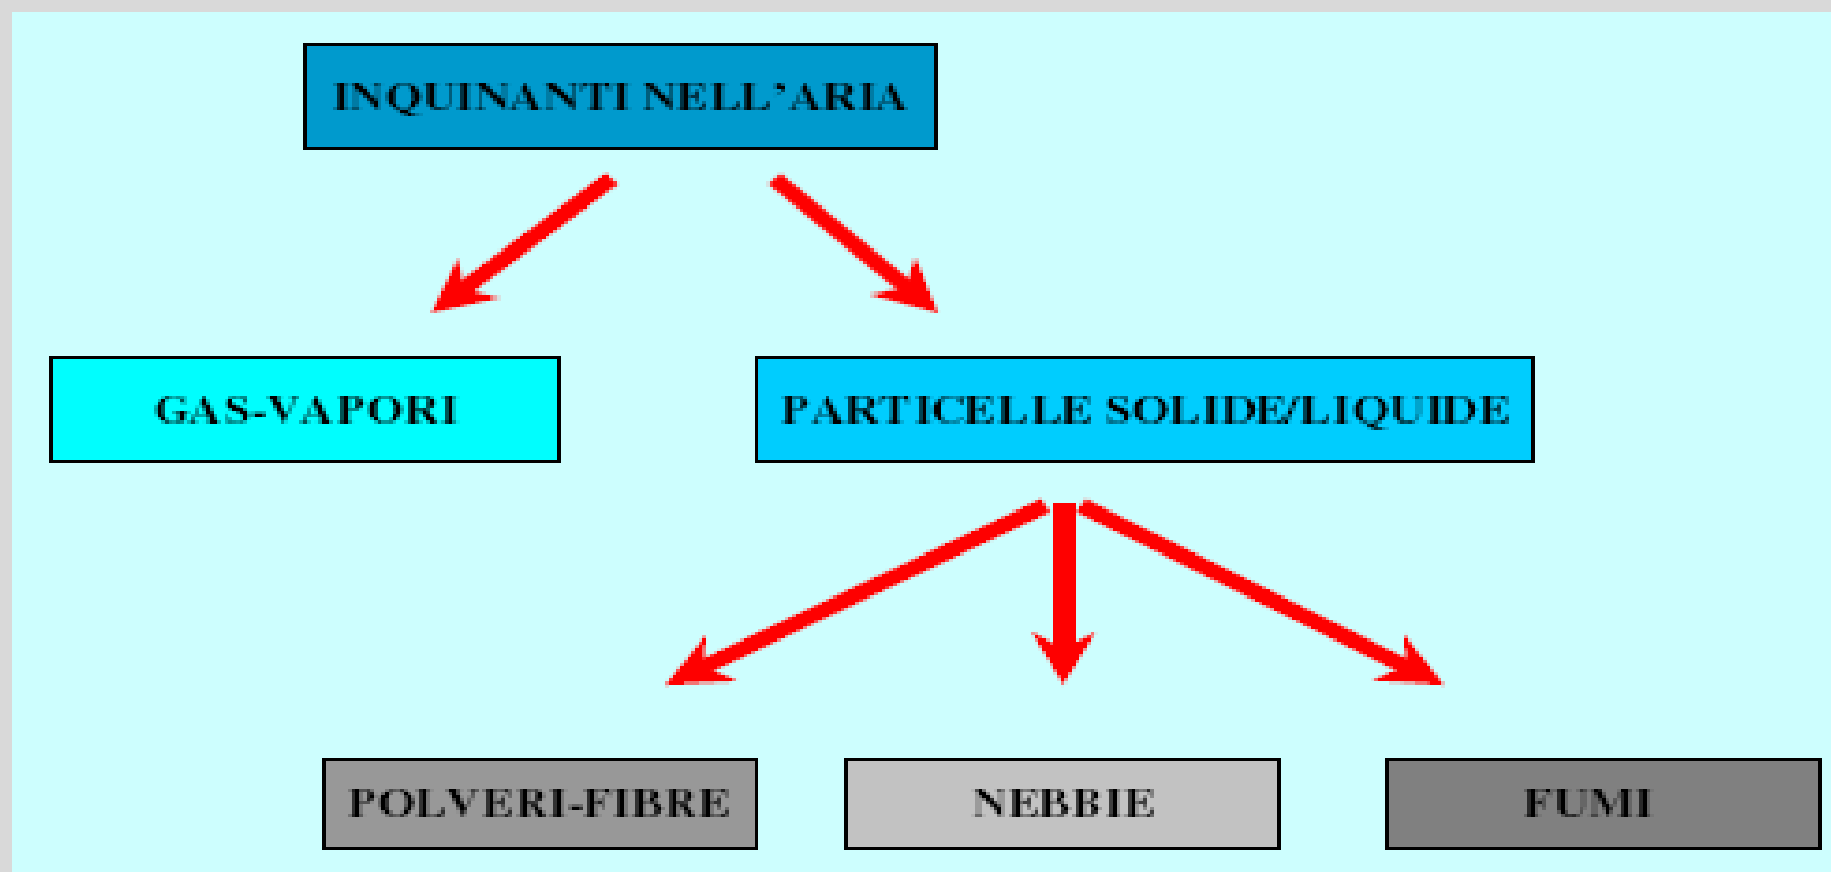 INQUINANTI NELL’ARIA
GAS-VAPORI
PARTICELLE SOLIDE/LIQUIDE
POLVERI-FIBRE
NEBBIE
FUMI